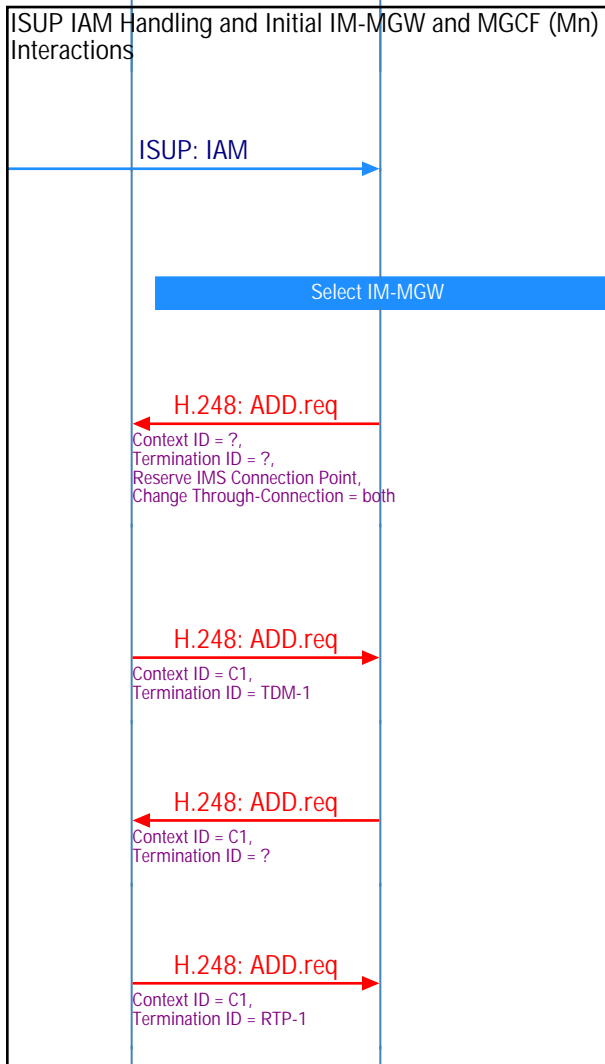 ISUP IAM Handling and Initial IM-MGW and MGCF (Mn)
Interactions
ISUP: IAM
Select IM-MGW
H.248: ADD.req
Context ID = ?,
Termination ID = ?,
Reserve IMS Connection Point,
Change Through-Connection = both
H.248: ADD.req
Context ID = C1,
Termination ID = TDM-1
H.248: ADD.req
Context ID = C1,
Termination ID = ?
H.248: ADD.req
Context ID = C1,
Termination ID = RTP-1